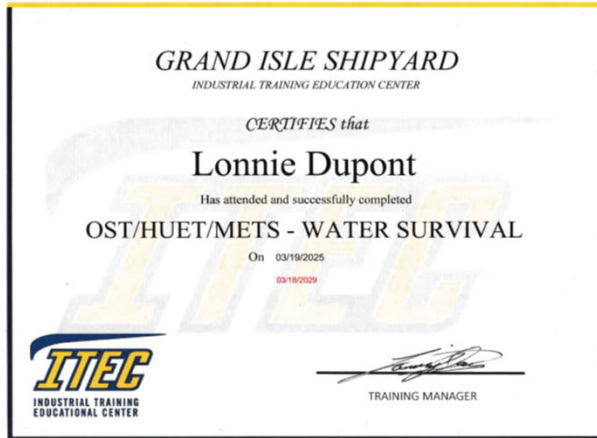 GRAND ISLE SHIPYARD
INDUSTRIAL TRAINING EDUCATION CENTER
CERTIFIES that
Lonnie Dupont
Has attended and successfully completed
OST/HUET/METS - WATER SURVIVAL
On 03/19/2025
03/18/2029
ITEC
ITEC
INDUSTRIAL TRAINING
EDUCATIONAL CENTER
TRAINING MANAGER